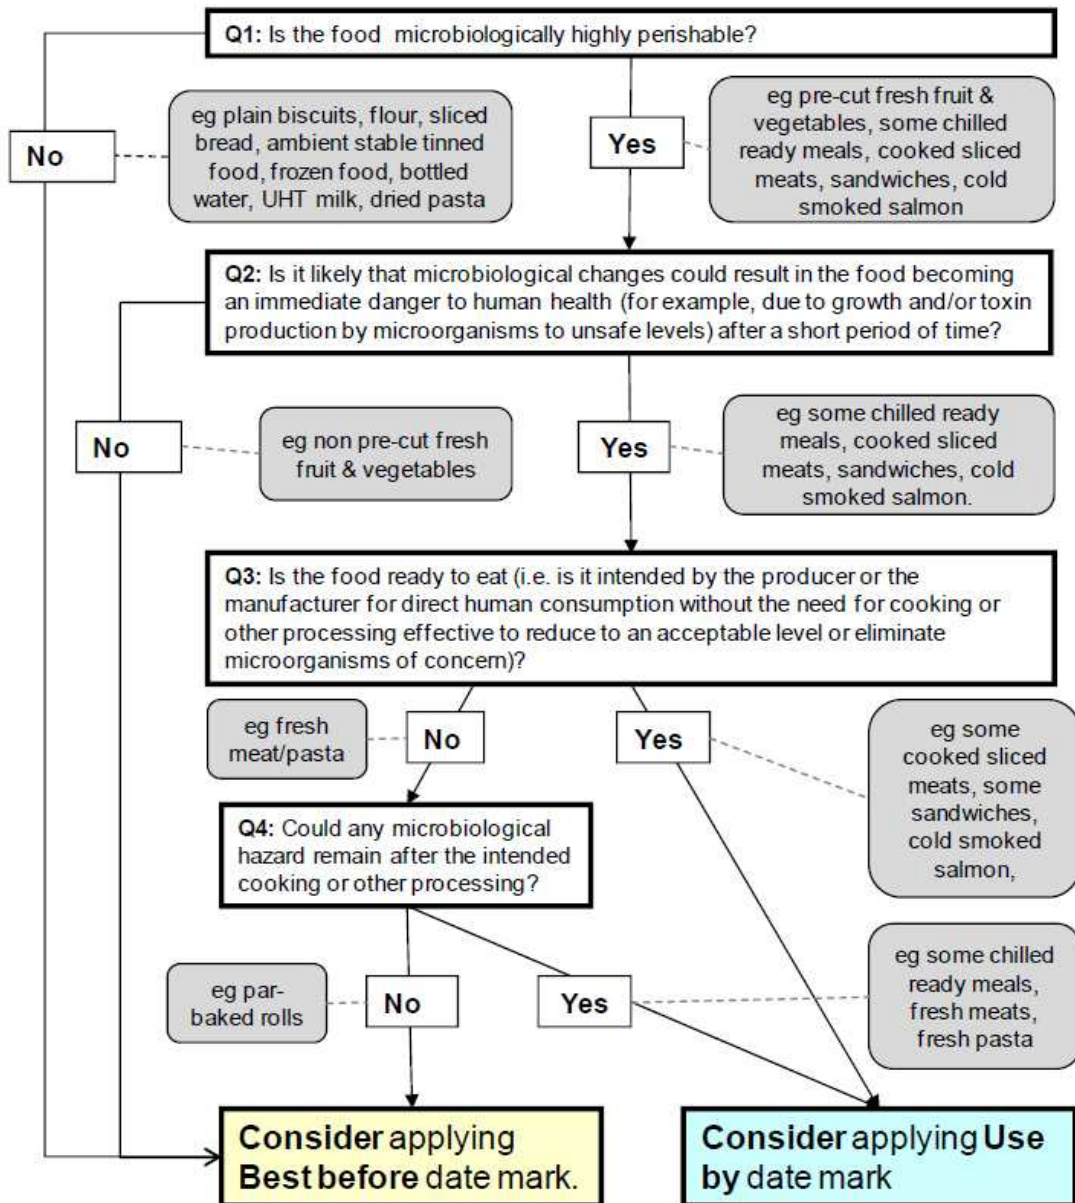 Q1: Is the food microbiologically highly perishable?
No
eg plain biscuits, flour, sliced
bread, ambient stable tinned
food, frozen food, bottled
water, UHT milk, dried pasta
Yes
eg pre-cut fresh fruit &
vegetables, some chilled
ready meals, cooked sliced
meats, sandwiches, cold
smoked salmon
Q2: Is it likely that microbiological changes could result in the food becoming
an immediate danger to human health (for example, due to growth and/or toxin
production by microorganisms to unsafe levels) after a short period of time?
No
eg non pre-cut fresh
fruit & vegetables
Yes
eg some chilled ready
meals, cooked sliced
meats, sandwiches, cold
smoked salmon.
Q3: Is the food ready to eat (i.e. is it intended by the producer or the
manufacturer for direct human consumption without the need for cooking or
other processing effective to reduce to an acceptable level or eliminate
microorganisms of concern)?
eg fresh
meat/pasta
No
Yes
eg some
cooked sliced
meats, some
sandwiches,
cold smoked
salmon,
Q4: Could any microbiological
hazard remain after the intended
cooking or other processing?
eg par-
baked rolls
No
Yes
eg some chilled
ready meals,
fresh meats,
fresh pasta
Consider applying
Best before date mark.
Consider applying Use
by date mark